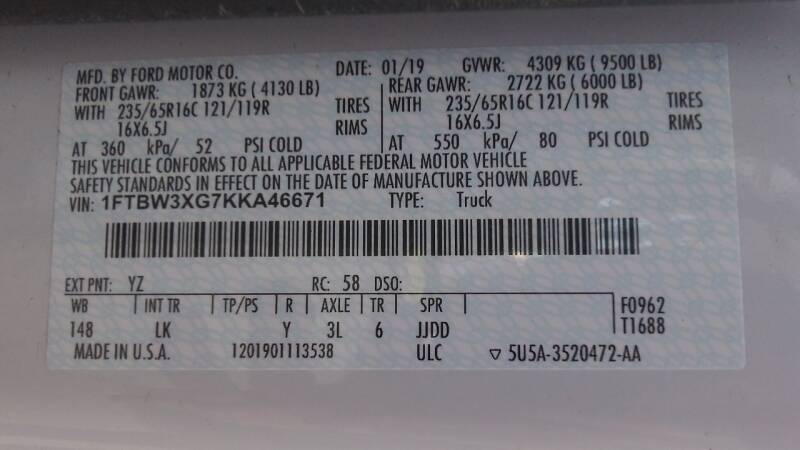 MFD. BY FORD MOTOR CO. DATE: 01/19 GVWR: 4309 KG ( 9500 LB)
FRONT GAWR: 1873 KG ( 4130 LB) REAR GAWR: 2722 KG ( 6000 LB)
WITH 235/65R16C 121/119R TIRES WITH 235/65R16C 121/119R TIRES
16X6.5J RIMS 16X6.5J RIMS
AT 360 kPa/ 52 PSI COLD AT 550 kPa/ 80 PSI COLD
THIS VEHICLE CONFORMS TO ALL APPLICABLE FEDERAL MOTOR VEHICLE
SAFETY STANDARDS IN EFFECT ON THE DATE OF MANUFACTURE SHOWN ABOVE.
VIN: 1FTBW3XG7KKA46671 TYPE: Truck
EXT PNT: YZ RC: 58 DSO:
WB INT TR TP/PS R AXLE TR SPR F0962
148 LK Y 3L 6 JJDD T1688
MADE IN U.S.A. 1201901113538 ULC ▽ 5U5A-3520472-AA